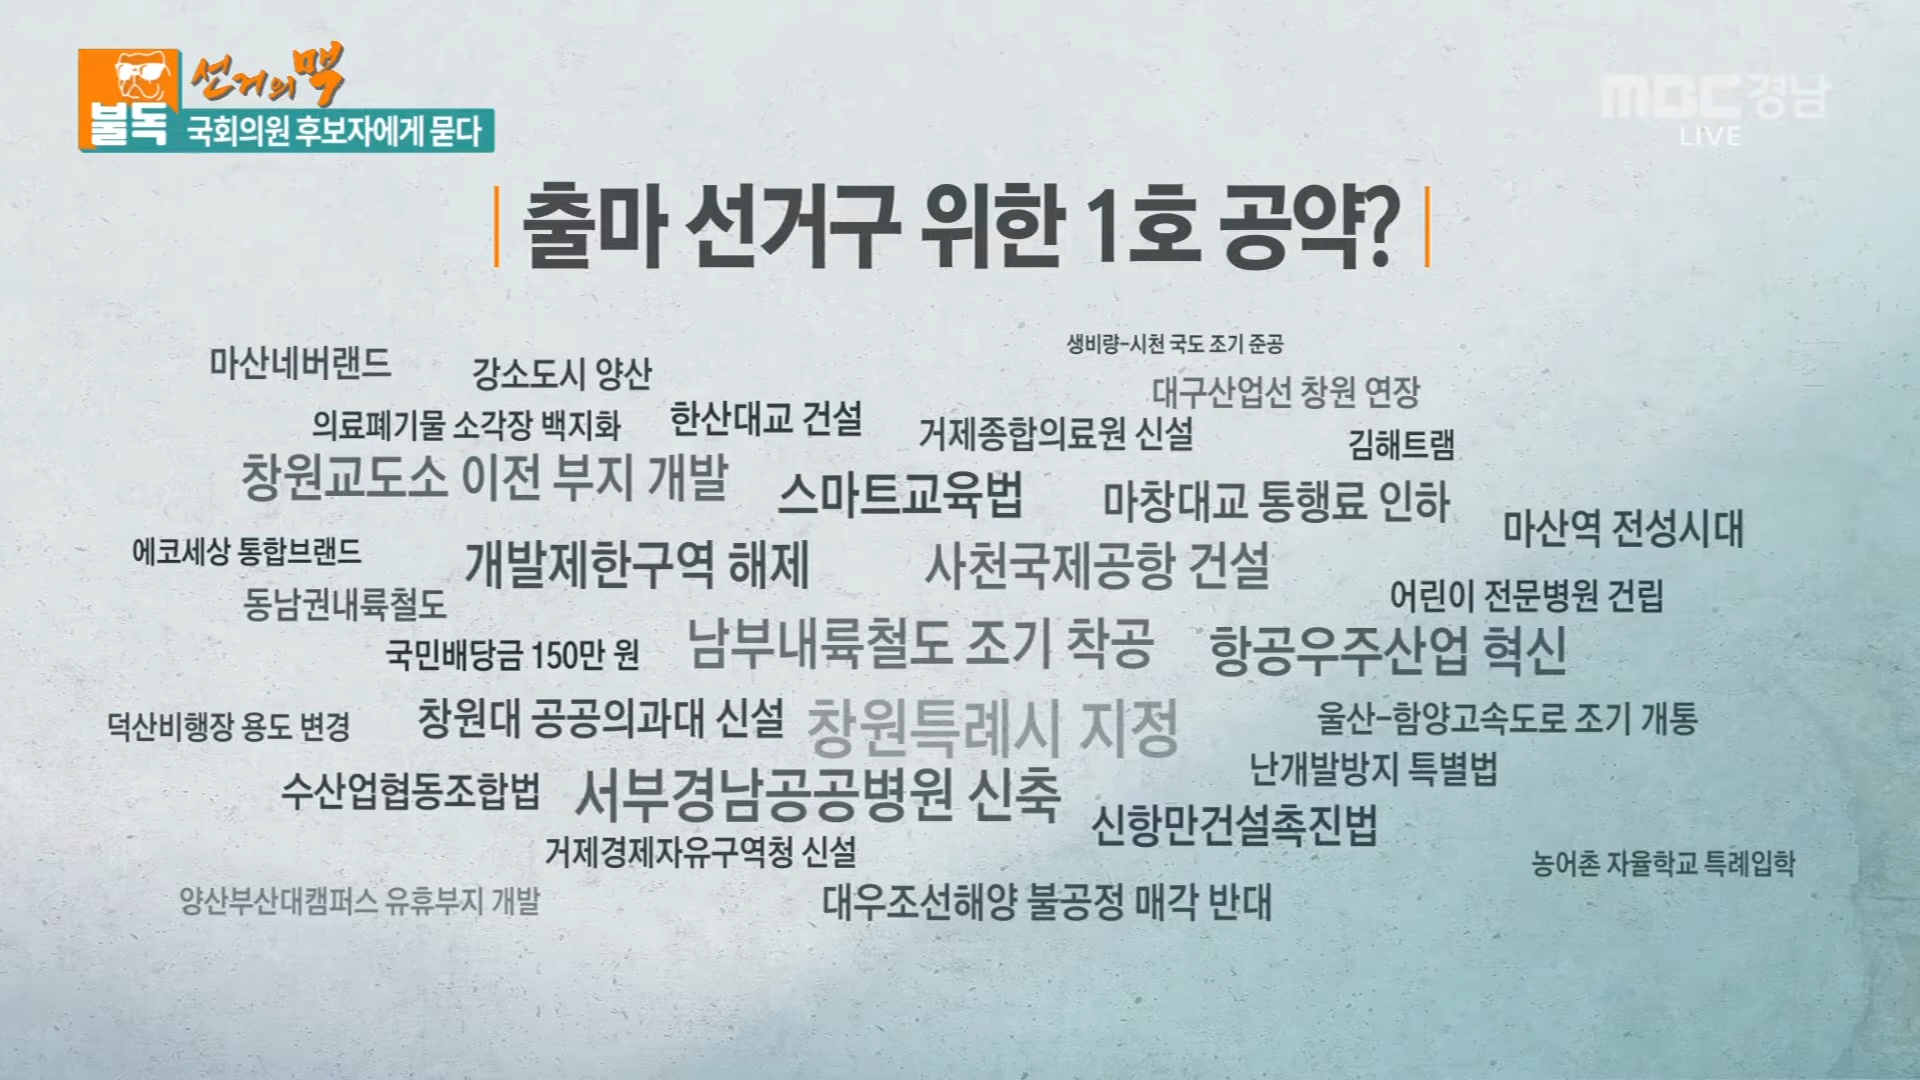 선거의 맥
불독
국회의원 후보자에게 묻다
MBC경남
LIVE
출마 선거구 위한 1호 공약?
생비량-시천 국도 조기 준공
마산네버랜드
강소도시 양산
대구산업선 창원 연장
의료폐기물 소각장 백지화
한산대교 건설
거제종합의료원 신설
김해트램
창원교도소 이전 부지 개발
스마트교육법
마창대교 통행료 인하
마산역 전성시대
에코세상 통합브랜드
개발제한구역 해제
사천국제공항 건설
동남권내륙철도
어린이 전문병원 건립
국민배당금 150만 원
남부내륙철도 조기 착공
항공우주산업 혁신
덕산비행장 용도 변경
창원대 공공의과대 신설
창원특례시 지정
울산-함양고속도로 조기 개통
난개발방지 특별법
수산업협동조합법
서부경남공공병원 신축
신항만건설촉진법
거제경제자유구역청 신설
농어촌 자율학교 특례입학
양산부산대캠퍼스 유휴부지 개발
대우조선해양 불공정 매각 반대